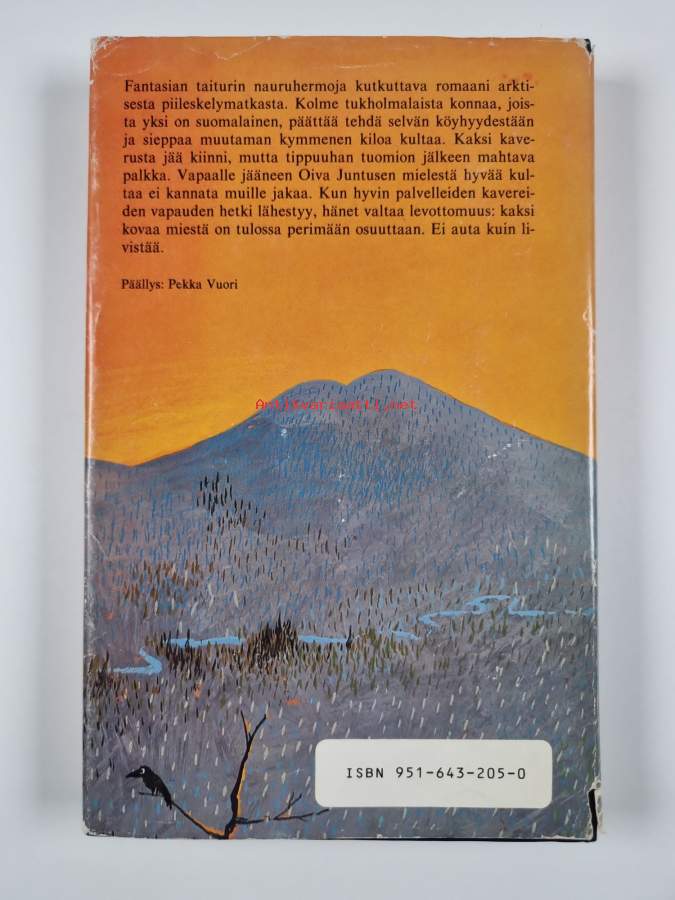 Fantasian taiturin nauruhermoja kutkuttava romaani arkti-
sesta piileskelymatkasta. Kolme tukholmalaista konnaa, jois-
ta yksi on suomalainen, päättää tehdä selvän köyhyydestään
ja sieppaa muutaman kymmenen kiloa kultaa. Kaksi kave-
rusta jää kiinni, mutta tippuuhan tuomion jälkeen mahtava
palkka. Vapaalle jääneen Oiva Juntusen mielestä hyvää kul-
taa ei kannata muille jakaa. Kun hyvin palvelleiden kaverei-
den vapauden hetki lähestyy, hänet valtaa levottomuus: kaksi
kovaa miestä on tulossa perimään osuuttaan. Ei auta kuin li-
vistää.
Päällys: Pekka Vuori
Antikvariaatti.net
ISBN 951-643-205-0